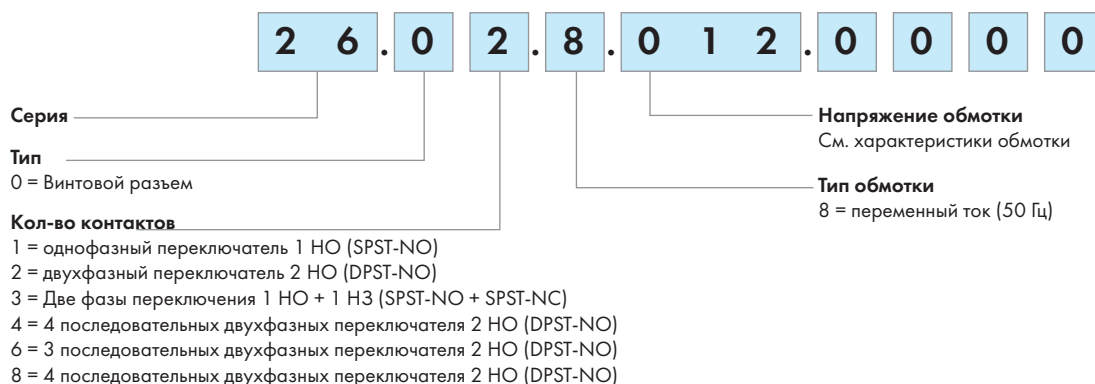 2 6 . 0 2 . 8 . 0 1 2 . 0 0 0 0
Серия
Тип
0 = Винтовой разъем
Кол-во контактов
1 = однофазный переключатель 1 НО (SPST-NO)
2 = двухфазный переключатель 2 НО (DPST-NO)
3 = Две фазы переключения 1 НО + 1 НЗ (SPST-NO + SPST-NC)
4 = 4 последовательных двухфазных переключателя 2 НО (DPST-NO)
6 = 3 последовательных двухфазных переключателя 2 НО (DPST-NO)
8 = 4 последовательных двухфазных переключателя 2 НО (DPST-NO)
Напряжение обмотки
См. характеристики обмотки
Тип обмотки
8 = переменный ток (50 Гц)